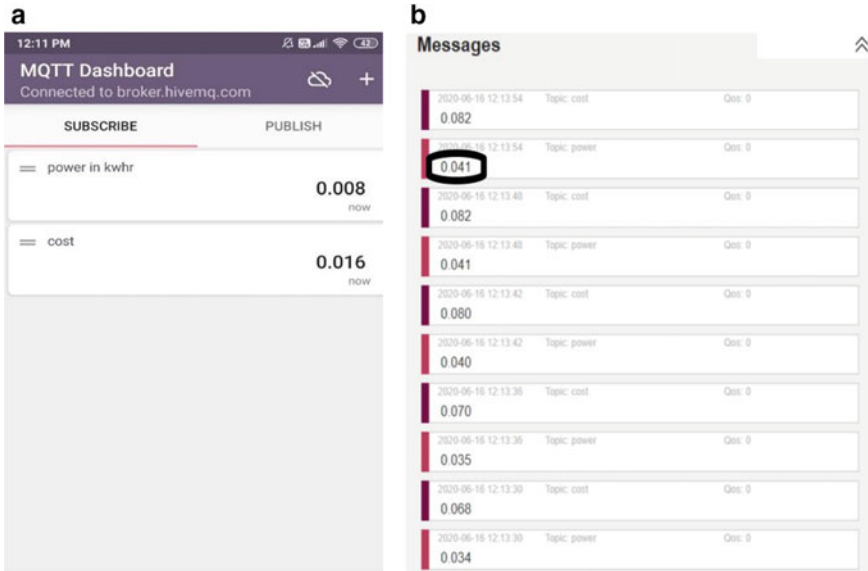 a
12:11 PM
42
MQTT Dashboard
Connected to broker.hivemq.com
+
SUBSCRIBE PUBLISH
power in kwhr
0.008
now
cost
0.016
now
b
Messages
2020-06-16 12:13:54 Topic: cost Qos: 0
0.082
2020-06-16 12:13:54 Topic: power Qos: 0
0.041
2020-06-16 12:13:48 Topic: cost Qos: 0
0.082
2020-06-16 12:13:48 Topic: power Qos: 0
0.041
2020-06-16 12:13:42 Topic: cost Qos: 0
0.080
2020-06-16 12:13:42 Topic: power Qos: 0
0.040
2020-06-16 12:13:36 Topic: cost Qos: 0
0.070
2020-06-16 12:13:36 Topic: power Qos: 0
0.035
2020-06-16 12:13:30 Topic: cost Qos: 0
0.068
2020-06-16 12:13:30 Topic: power Qos: 0
0.034